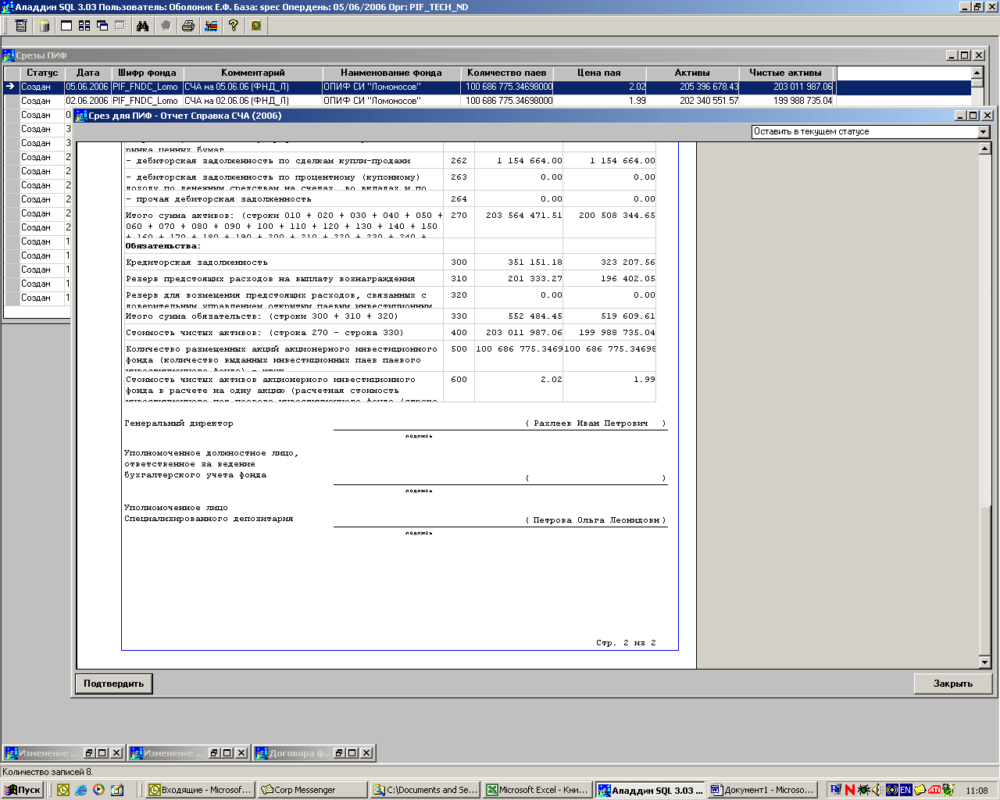 Аладдин SQL 3.03 Пользователь: Оболоник Е.Ф. База: spec Опердень: 05/06/2006 Орг: PIF_TECH_ND
Срезы ПИФ
Статус Дата Шифр фонда Комментарий Наименование фонда Количество паев Цена пая Активы Чистые активы
Создан 05.06.2006 PIF_FNDC_Lomo СЧА на 05.06.06 (ФНД_Л) ОПИФ СИ "Ломоносов" 100 686 775.34698000 2.02 205 396 678.43 203 011 987.06
Создан 02.06.2006 PIF_FNDC_Lomo СЧА на 02.06.06 (ФНД_Л) ОПИФ СИ "Ломоносов" 100 686 775.34698000 1.99 202 340 551.57 199 988 735.04
Создан 0
Создан 3
Создан 3
Создан 2
Создан 2
Создан 2
Создан 2
Создан 2
Создан 2
Создан 1
Создан 1
Создан 1
Создан 1
Создан 1
Срез для ПИФ - Отчет Справка СЧА (2006)
Оставить в текущем статусе
рынка ценных бумаг
- дебиторская задолженность по сделкам купли-продажи 262 1 154 664.00 1 154 664.00
- дебиторская задолженность по процентному (купонному) 263 0.00 0.00
доходу по денежным средствам на счетах, во вкладах и по
- прочая дебиторская задолженность 264 0.00 0.00
Итого сумма активов: (строки 010 + 020 + 030 + 040 + 050 + 270 203 564 471.51 200 508 344.65
060 + 070 + 080 + 090 + 100 + 110 + 120 + 130 + 140 + 150
+ 160 + 170 + 180 + 190 + 200 + 210 + 220 + 230 + 240 +
Обязательства:
Кредиторская задолженность 300 351 151.18 323 207.56
Резерв предстоящих расходов на выплату вознаграждения 310 201 333.27 196 402.05
Резерв для возмещения предстоящих расходов, связанных с 320 0.00 0.00
доверительным управлением открытым паевым инвестиционным
Итого сумма обязательств: (строки 300 + 310 + 320) 330 552 484.45 519 609.61
Стоимость чистых активов: (строка 270 - строка 330) 400 203 011 987.06 199 988 735.04
Количество размещенных акций акционерного инвестиционного 500 100 686 775.3469 100 686 775.34698
фонда (количество выданных инвестиционных паев паевого
инвестиционного фонда) - штук
Стоимость чистых активов акционерного инвестиционного 600 2.02 1.99
фонда в расчете на одну акцию (расчетная стоимость
инвестиционного пая паевого инвестиционного фонда (строка
Генеральный директор ( Рахлеев Иван Петрович )
подпись
Уполномоченное должностное лицо,
ответственное за ведение
бухгалтерского учета фонда ( )
подпись
Уполномоченное лицо
Специализированного депозитария ( Петрова Ольга Леонидовн )
подпись
Стр. 2 из 2
Подтвердить Закрыть
Изменение ... Изменение ... Договора ф...
Количество записей 8.
Пуск Входящие - Microsof... Corp Messenger C:\Documents and Se... Microsoft Excel - Кни... Аладдин SQL 3.03 ... Документ1 - Microso... EN 11:08